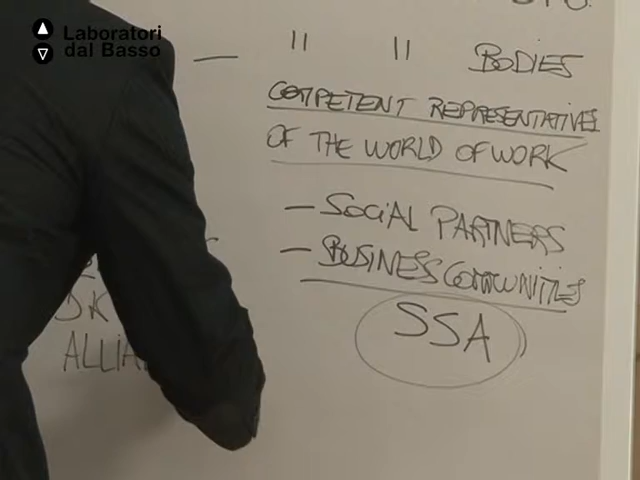 Laboratori
dal Basso
— " " BODIES
COMPETENT REPRESENTATIVES
OF THE WORLD OF WORK
— SOCIAL PARTNERS
— BUSINESS COMMUNITIES
SSA